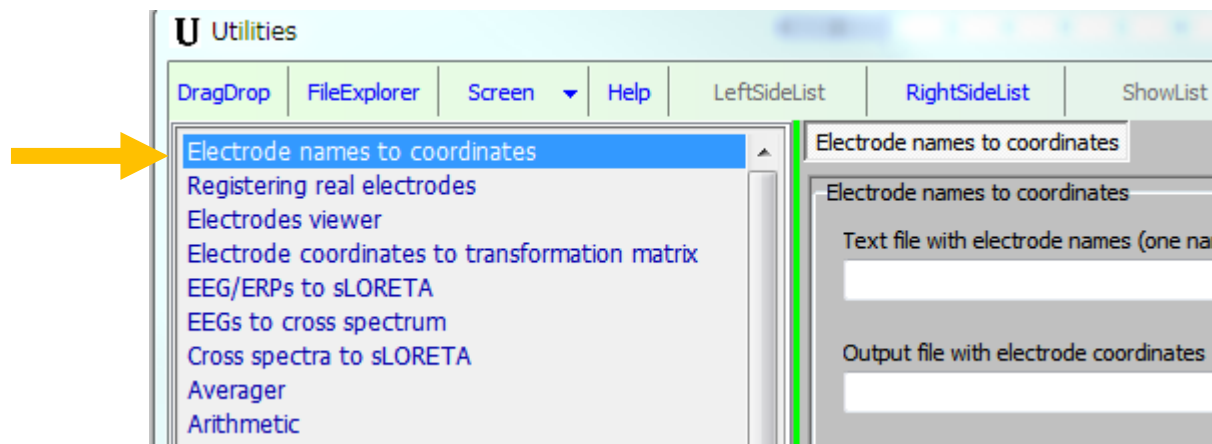 U Utilities
DragDrop FileExplorer Screen Help LeftSideList RightSideList ShowList
Electrode names to coordinates
Registering real electrodes
Electrodes viewer
Electrode coordinates to transformation matrix
EEG/ERPs to sLORETA
EEGs to cross spectrum
Cross spectra to sLORETA
Averager
Arithmetic
Electrode names to coordinates
Electrode names to coordinates
Text file with electrode names (one na
Output file with electrode coordinates